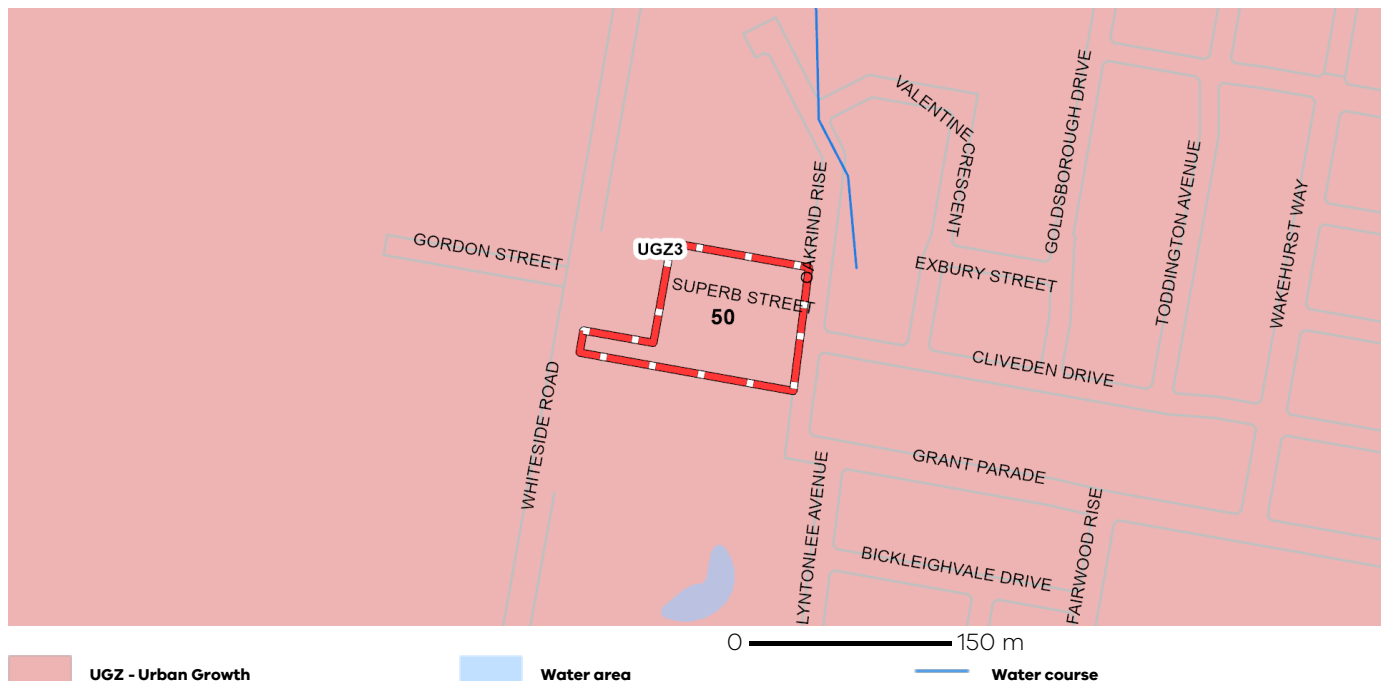 VALENTINE CRESCENT
GOLDSBOROUGH DRIVE
TODDINGTON AVENUE
WAKEHURST WAY
OAKRIND RISE
GORDON STREET
UGZ3
EXBURY STREET
SUPERB STREET
50
CLIVEDEN DRIVE
WHITESIDE ROAD
GRANT PARADE
LYNTONLEE AVENUE
FAIRWOOD RISE
BICKLEIGHVALE DRIVE
0 150 m
UGZ - Urban Growth
Water area
Water course